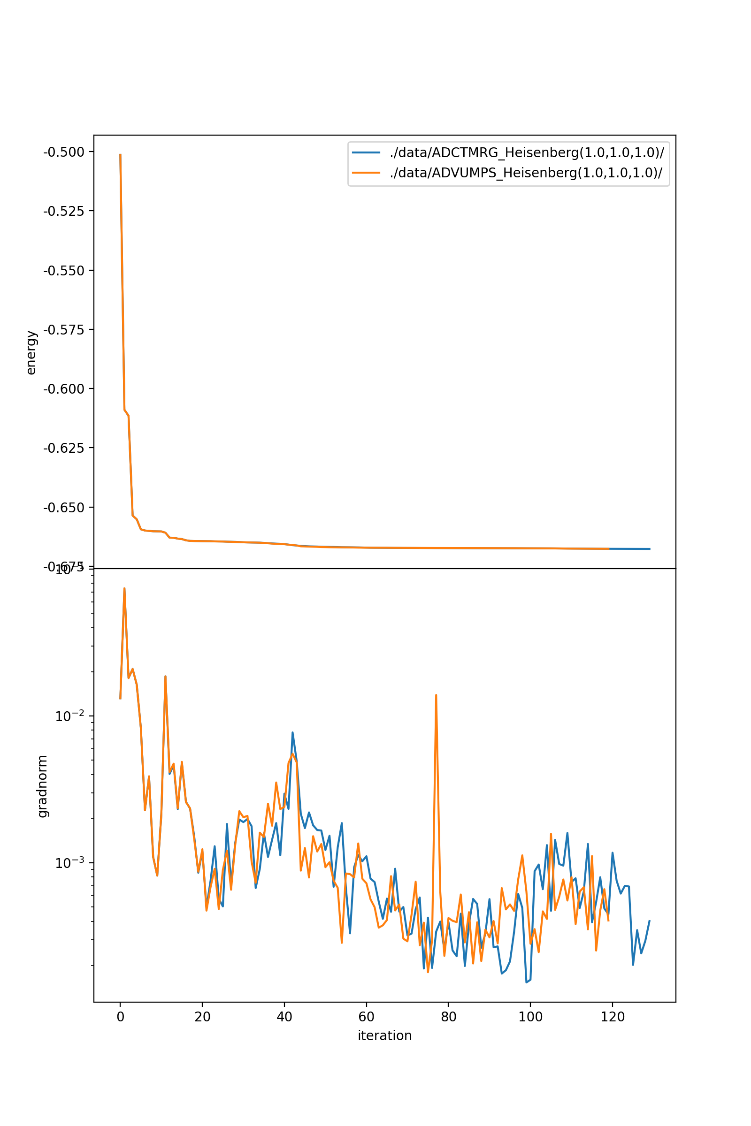 ./data/ADCTMRG_Heisenberg(1.0,1.0,1.0)/
./data/ADVUMPS_Heisenberg(1.0,1.0,1.0)/
-0.500
-0.525
-0.550
-0.575
-0.600
-0.625
-0.650
-0.675
energy
10⁻²
10⁻³
gradnorm
0 20 40 60 80 100 120
iteration